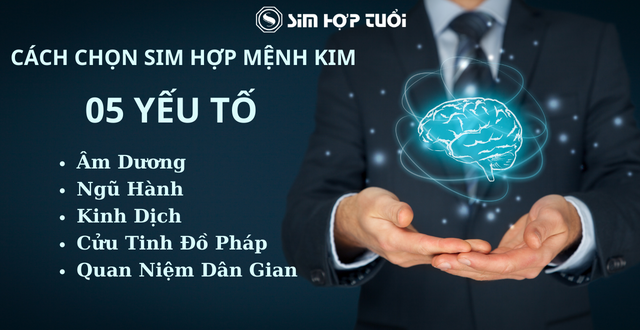 SIM HỢP TUỔI
CÁCH CHỌN SIM HỢP MỆNH KIM
05 YẾU TỐ
• Âm Dương
• Ngũ Hành
• Kinh Dịch
• Cửu Tinh Đồ Pháp
• Quan Niệm Dân Gian